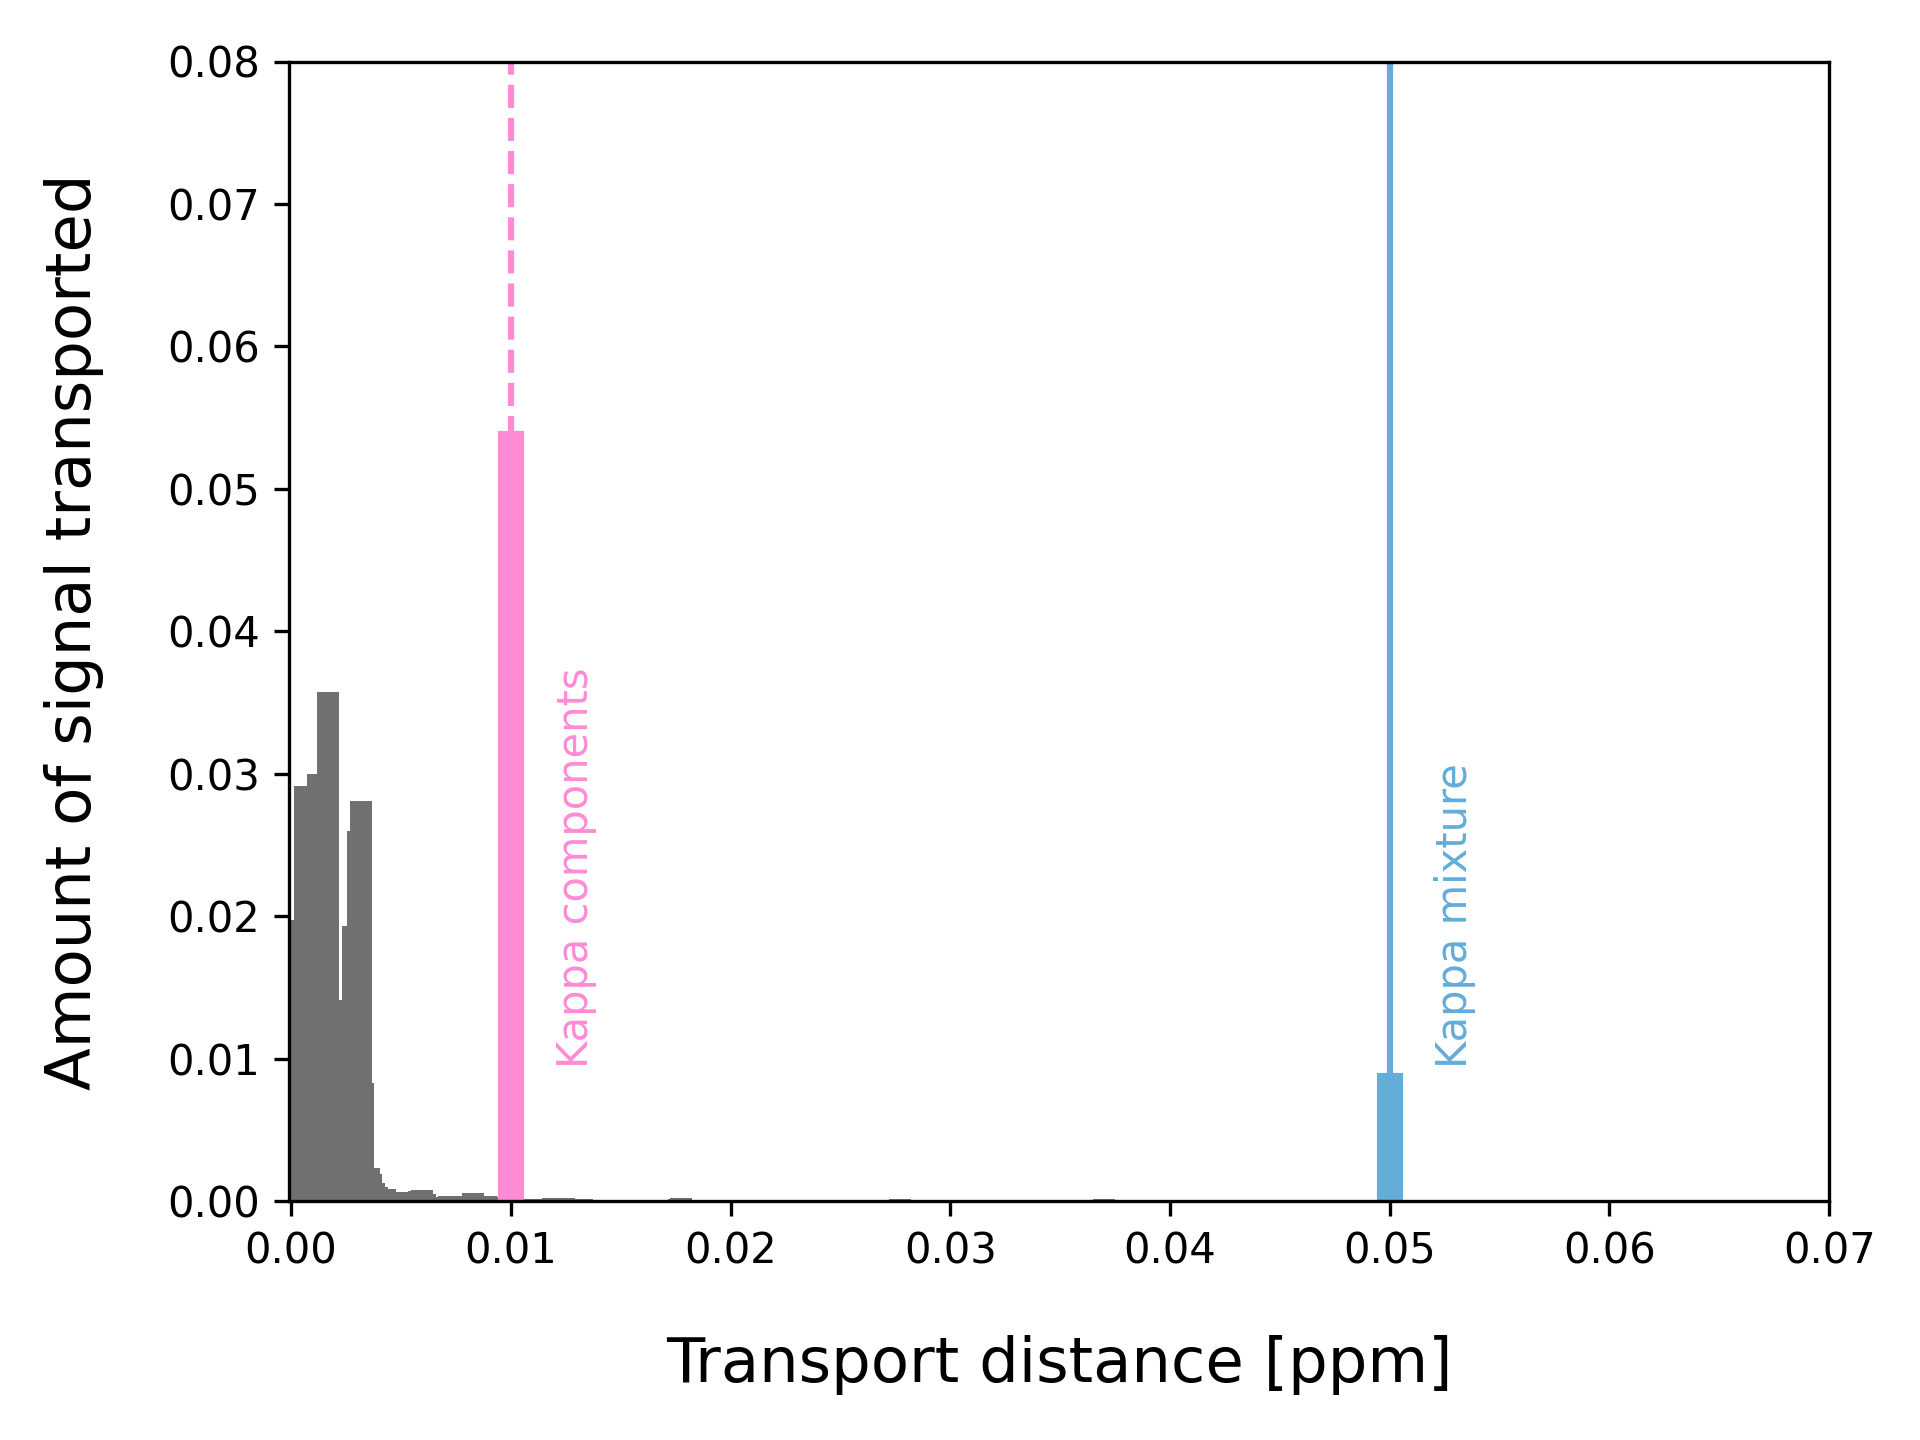 0.08
0.07
0.06
0.05
0.04
0.03
0.02
0.01
0.00
Amount of signal transported
Kappa components
Kappa mixture
0.00 0.01 0.02 0.03 0.04 0.05 0.06 0.07
Transport distance [ppm]